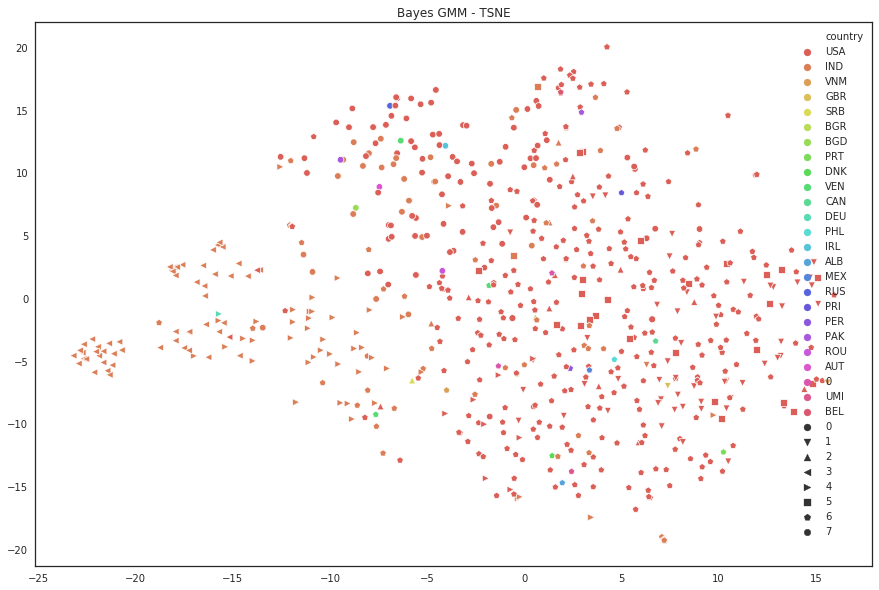 Bayes GMM - TSNE
country
USA
IND
VNM
GBR
SRB
BGR
BGD
PRT
DNK
VEN
CAN
DEU
PHL
IRL
ALB
MEX
RUS
PRI
PER
PAK
ROU
AUT
0
UMI
BEL
0
1
2
3
4
5
6
7
20
15
10
5
0
−5
−10
−15
−20
−25 −20 −15 −10 −5 0 5 10 15